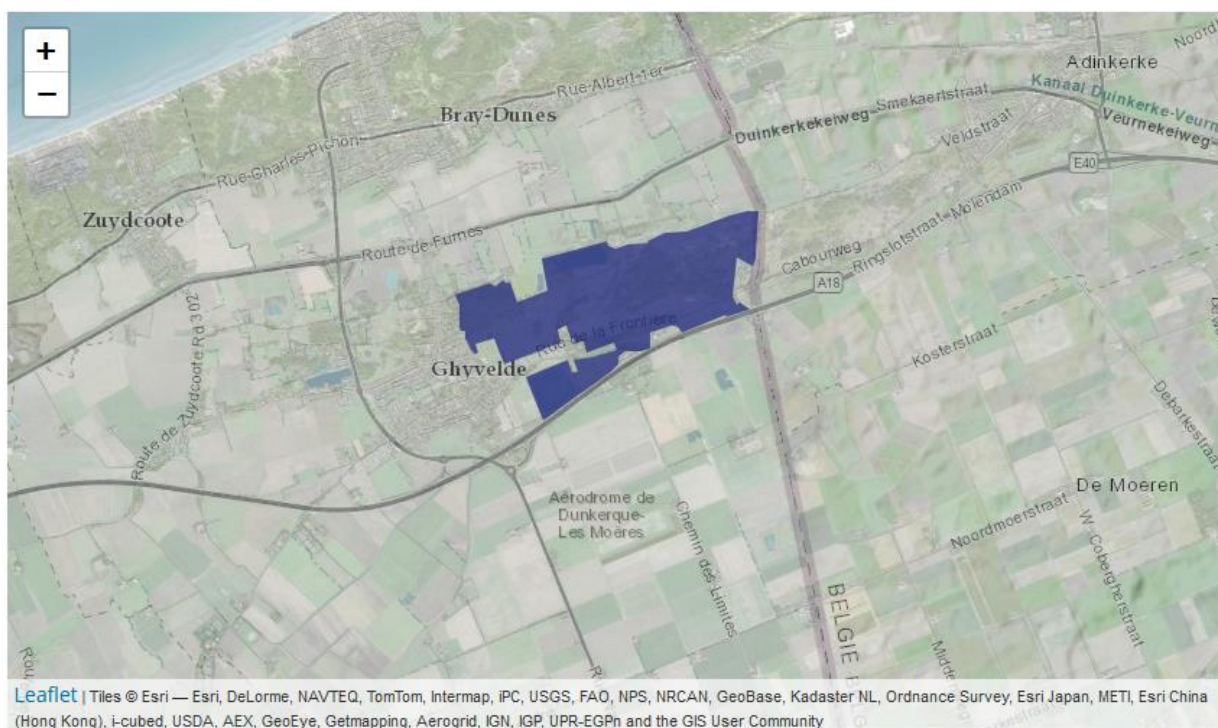 +
−
Noord
Adinkerke
Kanaal Duinkerke-Veurn
Rue-Albert-1er
Smekaertstraat
Bray-Dunes
Duinkerkekeiweg
Veurnekeiweg
Veldstraat
Rue-Charles-Pichon
E40
Zuydcoote
Molendam
Route-de-Furnes
Cabourweg
Ringslotstraat
A18
Route de Zuydcoote Rd 302
Rue de la Frontière
Kosterstraat
Ghyvelde
Debarkestraat
De Moeren
Aérodrome de
Dunkerque-
Les Moëres
Chemin des Limites
Noordmoerstraat
W. Coberghestraat
BELGIE B
Leaflet | Tiles © Esri — Esri, DeLorme, NAVTEQ, TomTom, Intermap, iPC, USGS, FAO, NPS, NRCAN, GeoBase, Kadaster NL, Ordnance Survey, Esri Japan, METI, Esri China
(Hong Kong), i-cubed, USDA, AEX, GeoEye, Getmapping, Aerogrid, IGN, IGP, UPR-EGPn and the GIS User Community